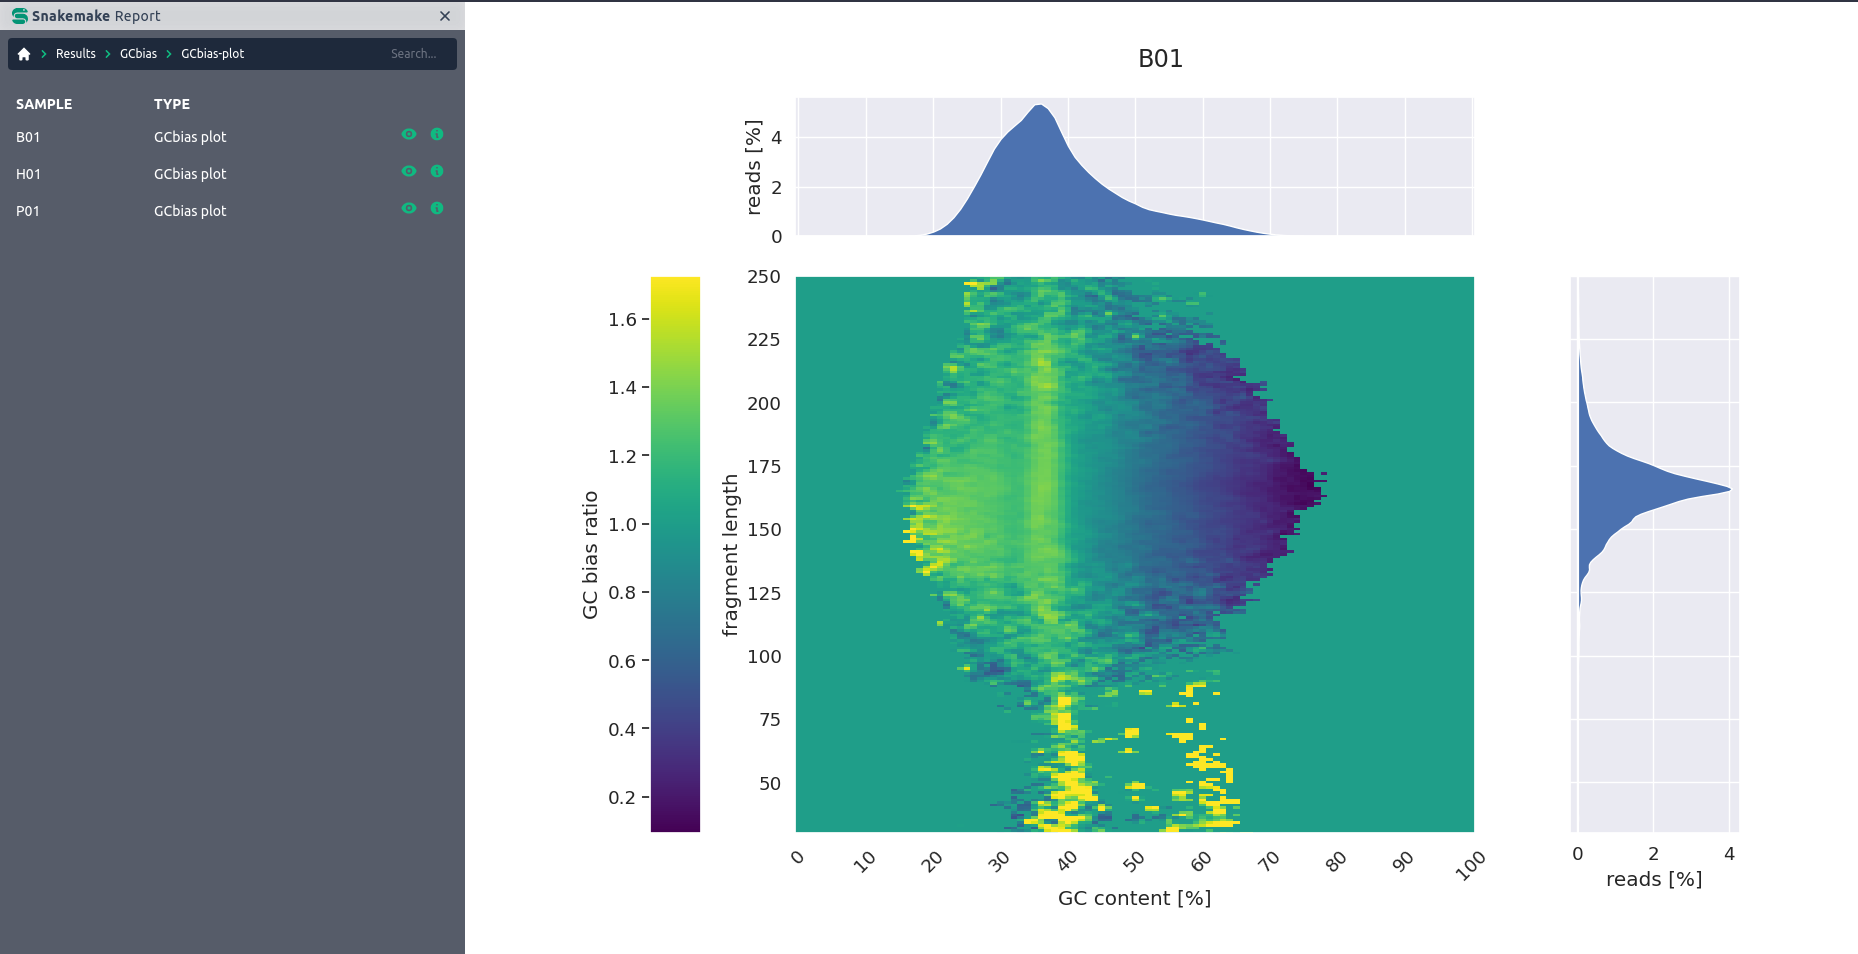 Snakemake Report ×
Results > GCbias > GCbias-plot Search...
SAMPLE TYPE
B01 GCbias plot
H01 GCbias plot
P01 GCbias plot
B01
reads [%]
4
2
0
GC bias ratio
1.6
1.4
1.2
1.0
0.8
0.6
0.4
0.2
fragment length
250
225
200
175
150
125
100
75
50
0 10 20 30 40 50 60 70 80 90 100
GC content [%]
0 2 4
reads [%]